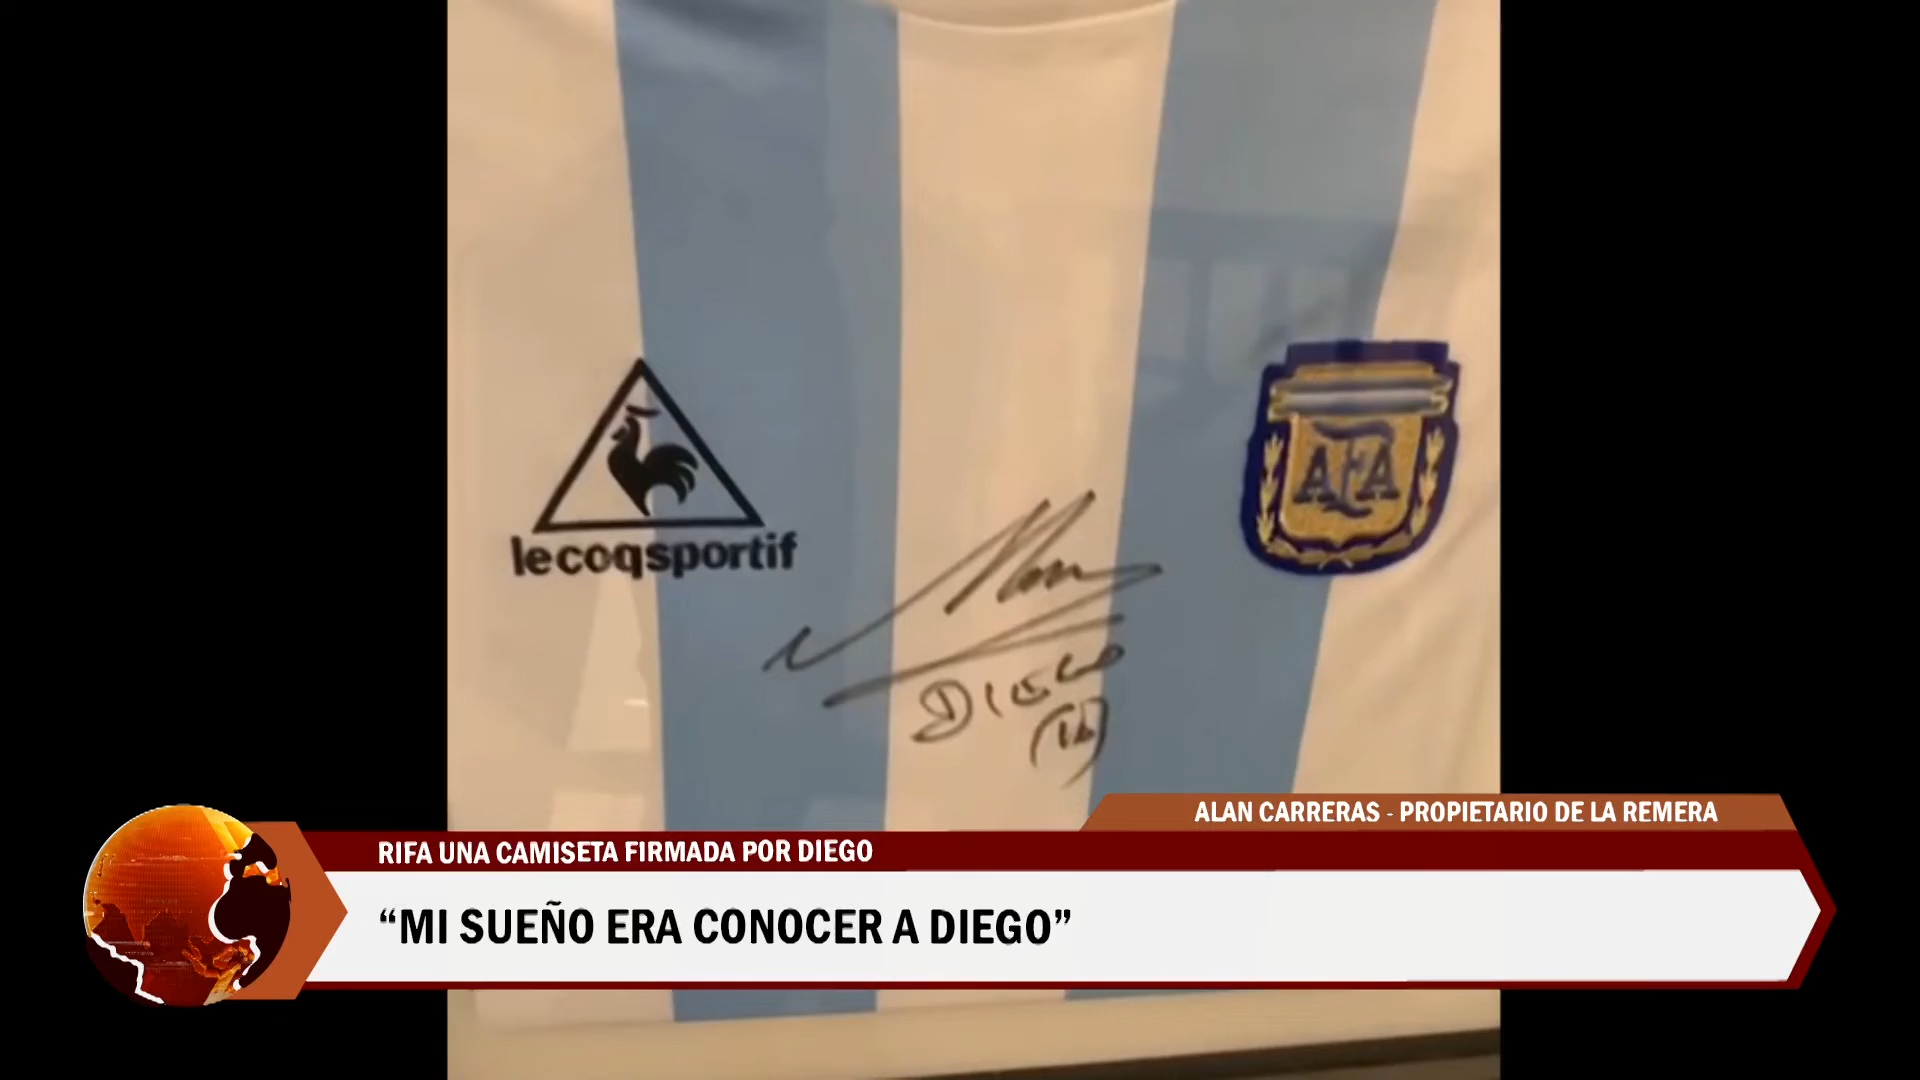 lecoqsportif
AFA
DIEGO
(10)
ALAN CARRERAS - PROPIETARIO DE LA REMERA
RIFA UNA CAMISETA FIRMADA POR DIEGO
“MI SUEÑO ERA CONOCER A DIEGO”